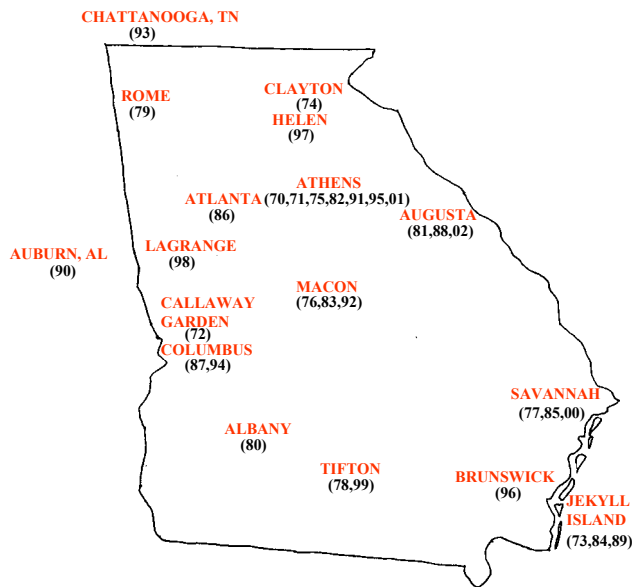 CHATTANOOGA, TN
(93)
ROME
(79)
CLAYTON
(74)
HELEN
(97)
ATHENS
(70,71,75,82,91,95,01)
ATLANTA
(86)
AUGUSTA
(81,88,02)
AUBURN, AL
(90)
LAGRANGE
(98)
MACON
(76,83,92)
CALLAWAY
GARDEN
(72)
COLUMBUS
(87,94)
SAVANNAH
(77,85,00)
ALBANY
(80)
TIFTON
(78,99)
BRUNSWICK
(96)
JEKYLL
ISLAND
(73,84,89)